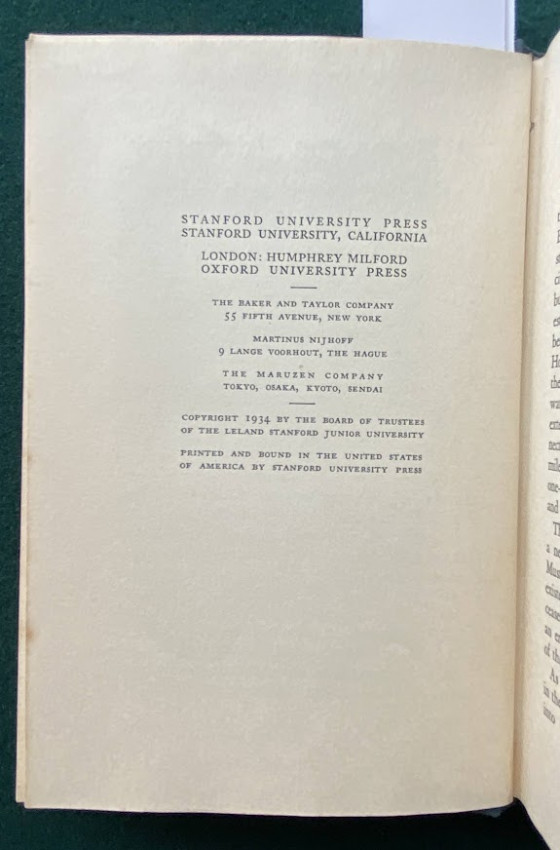 STANFORD UNIVERSITY PRESS
STANFORD UNIVERSITY, CALIFORNIA
LONDON: HUMPHREY MILFORD
OXFORD UNIVERSITY PRESS
THE BAKER AND TAYLOR COMPANY
55 FIFTH AVENUE, NEW YORK
MARTINUS NIJHOFF
9 LANGE VOORHOUT, THE HAGUE
THE MARUZEN COMPANY
TOKYO, OSAKA, KYOTO, SENDAI
COPYRIGHT 1934 BY THE BOARD OF TRUSTEES
OF THE LELAND STANFORD JUNIOR UNIVERSITY
PRINTED AND BOUND IN THE UNITED STATES
OF AMERICA BY STANFORD UNIVERSITY PRESS